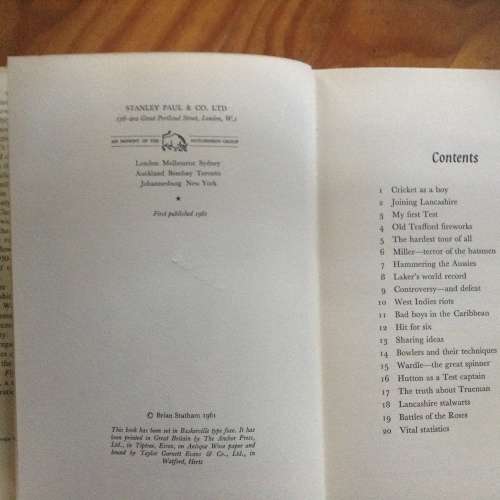 STANLEY PAUL & CO. LTD
178-202 Great Portland Street, London, W.1
AN IMPRINT OF THE HUTCHINSON GROUP
London Melbourne Sydney
Auckland Bombay Toronto
Johannesburg New York
★
First published 1961
© Brian Statham 1961
This book has been set in Baskerville type face. It has
been printed in Great Britain by The Anchor Press,
Ltd., in Tiptree, Essex, on Antique Wove paper and
bound by Taylor Garnett Evans & Co., Ltd., in
Watford, Herts
Contents
1 Cricket as a boy
2 Joining Lancashire
3 My first Test
4 Old Trafford fireworks
5 The hardest tour of all
6 Miller—terror of the batsmen
7 Hammering the Aussies
8 Laker's world record
9 Controversy—and defeat
10 West Indies riots
11 Bad boys in the Caribbean
12 Hit for six
13 Sharing ideas
14 Bowlers and their techniques
15 Wardle—the great spinner
16 Hutton as a Test captain
17 The truth about Trueman
18 Lancashire stalwarts
19 Battles of the Roses
20 Vital statistics